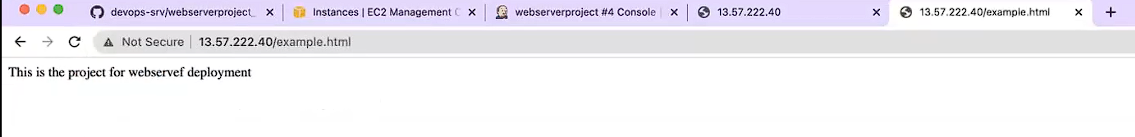 devops-srv/webserverproject_
Instances | EC2 Management C
webserverproject #4 Console
13.57.222.40
13.57.222.40/example.html
Not Secure | 13.57.222.40/example.html
This is the project for webservef deployment